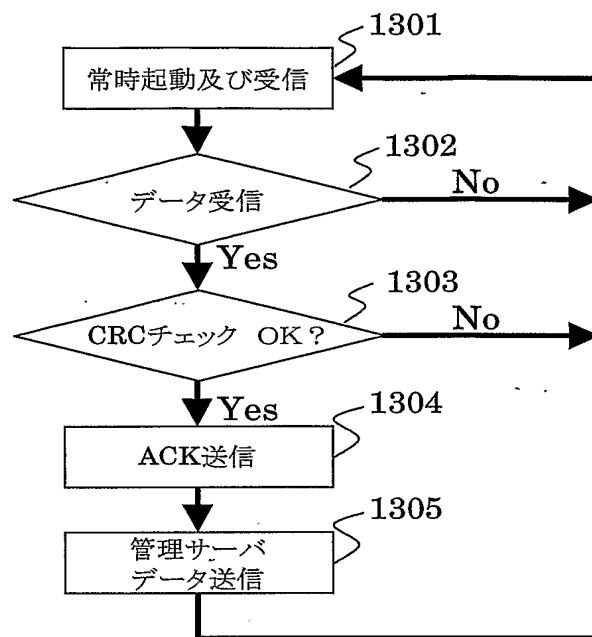 1301
常時起動及び受信
1302
データ受信
No
Yes
1303
CRCチェック OK？
No
Yes
1304
ACK送信
1305
管理サーバ
データ送信